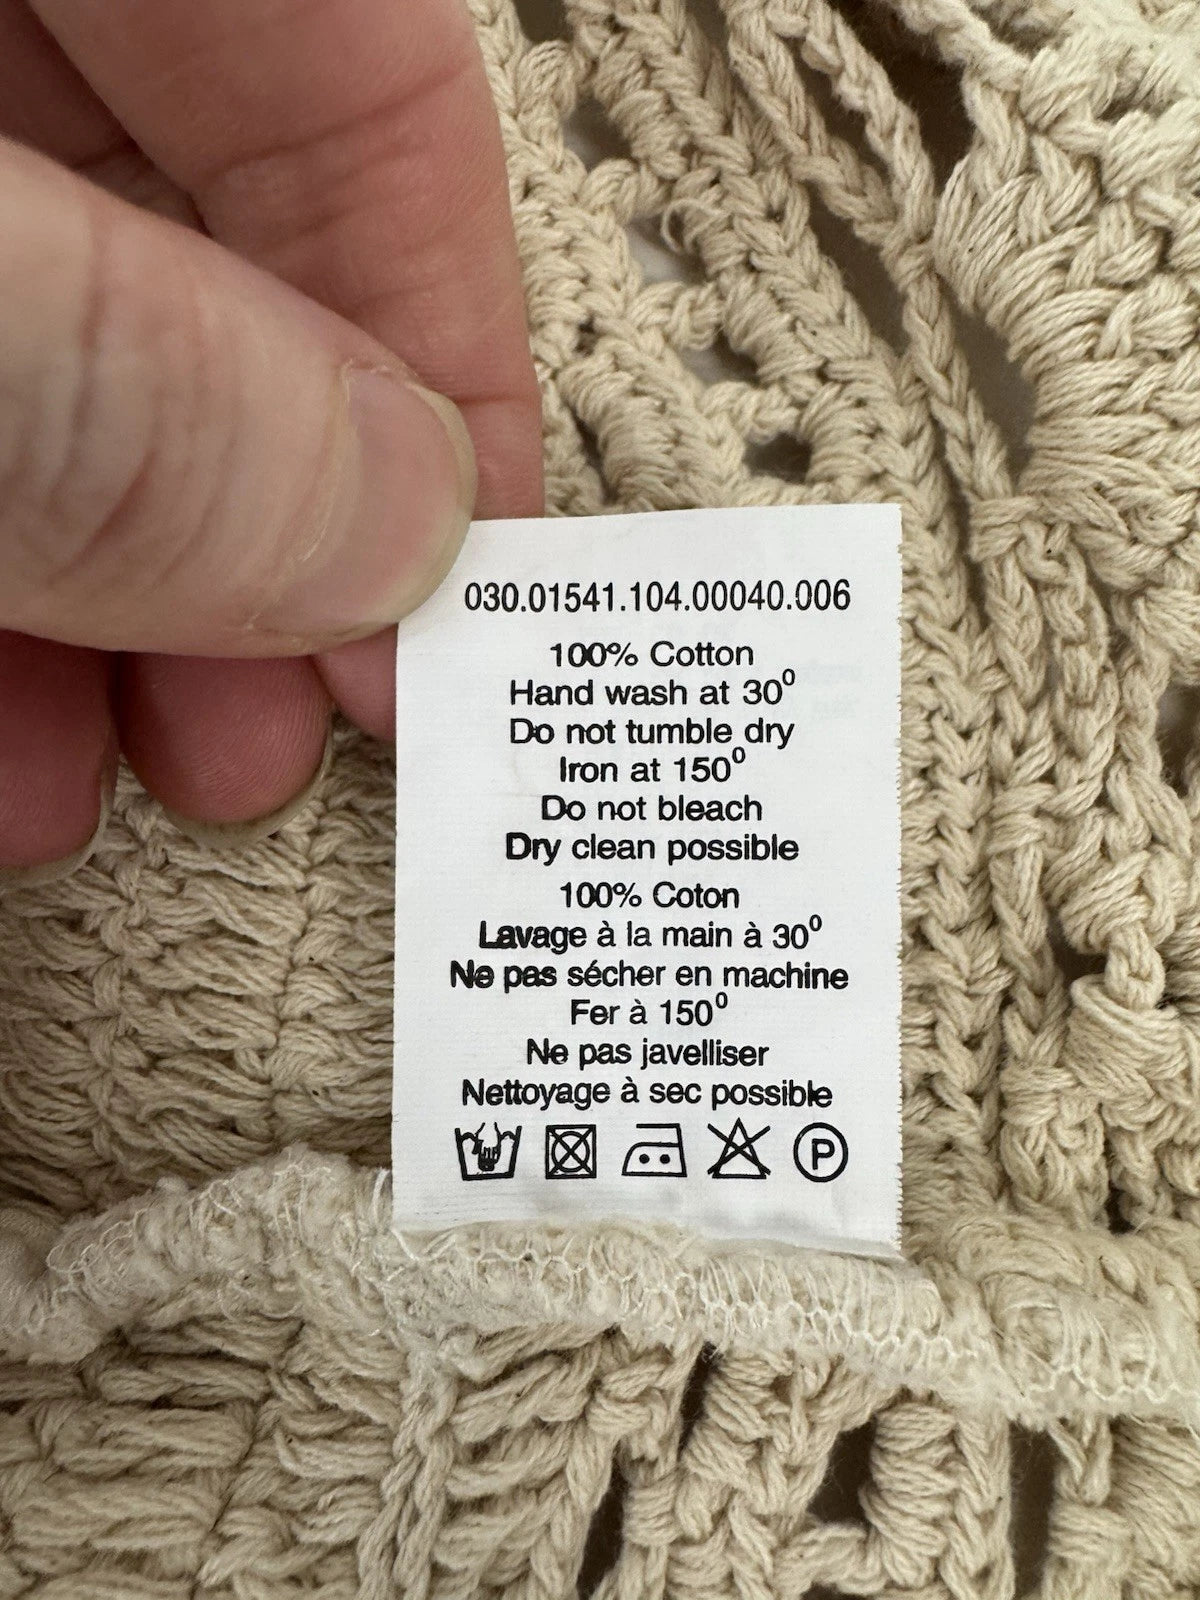 030.01541.104.00040.006
100% Cotton
Hand wash at 30⁰
Do not tumble dry
Iron at 150⁰
Do not bleach
Dry clean possible
100% Coton
Lavage à la main à 30⁰
Ne pas sécher en machine
Fer à 150⁰
Ne pas javelliser
Nettoyage à sec possible
P